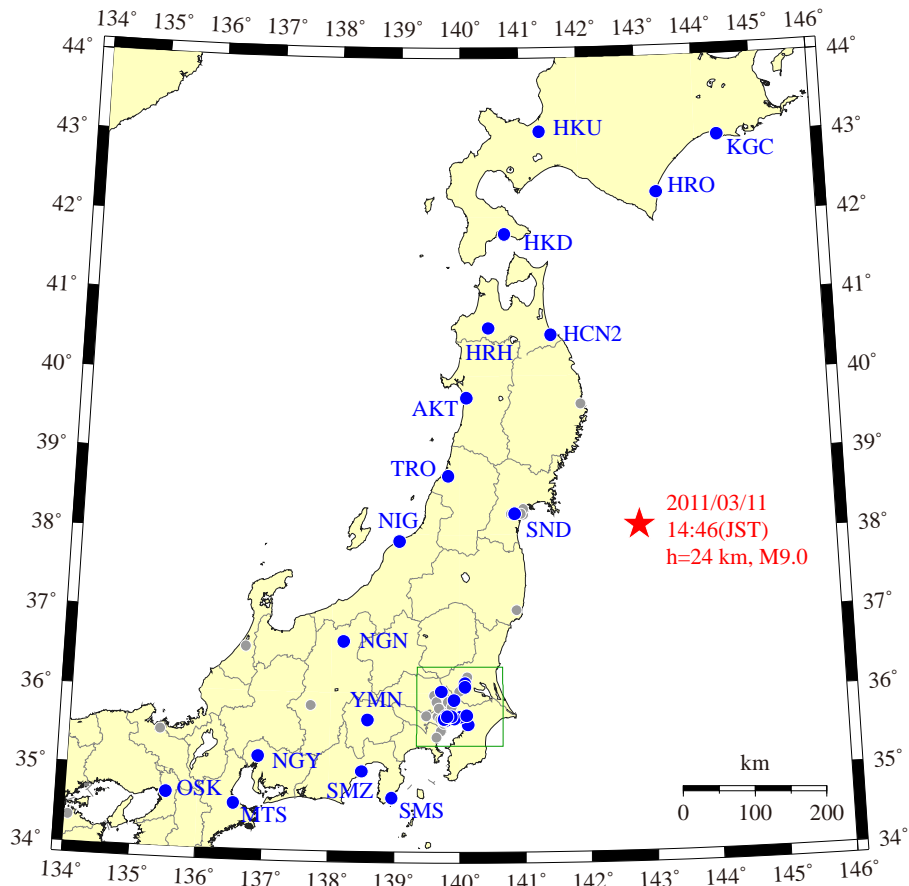 135˚ 136˚ 137˚ 138˚ 139˚ 140˚ 141˚ 142˚ 143˚ 144˚ 145˚ 146˚
44˚ 44˚
43˚ HKU KGC 43˚
HRO
42˚ HKD 42˚
41˚ 41˚
HRH HCN2
40˚ 40˚
AKT
39˚ 39˚
TRO
2011/03/11
14:46(JST)
h=24 km, M9.0
38˚ NIG SND 38˚
37˚ 37˚
NGN
36˚ 36˚
YMN
35˚ NGY 35˚
km
0 100 200
OSK MTS SMZ SMS
34˚ 34˚
134˚ 135˚ 136˚ 137˚ 138˚ 139˚ 140˚ 141˚ 142˚ 143˚ 144˚ 145˚ 146˚